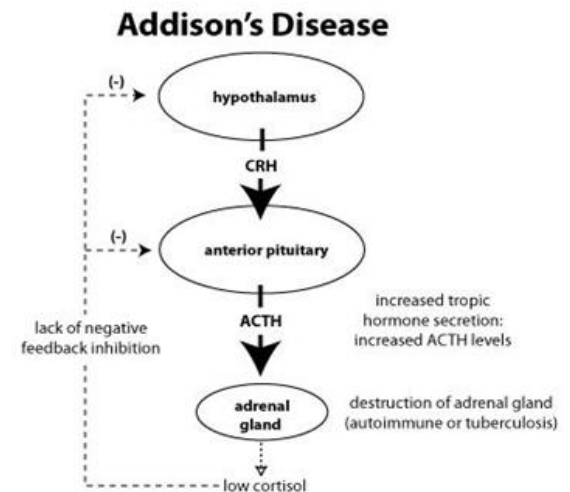 Addison's Disease
(-)
hypothalamus
CRH
(-)
anterior pituitary
ACTH
increased tropic
hormone secretion:
increased ACTH levels
lack of negative
feedback inhibition
adrenal
gland
destruction of adrenal gland
(autoimmune or tuberculosis)
low cortisol